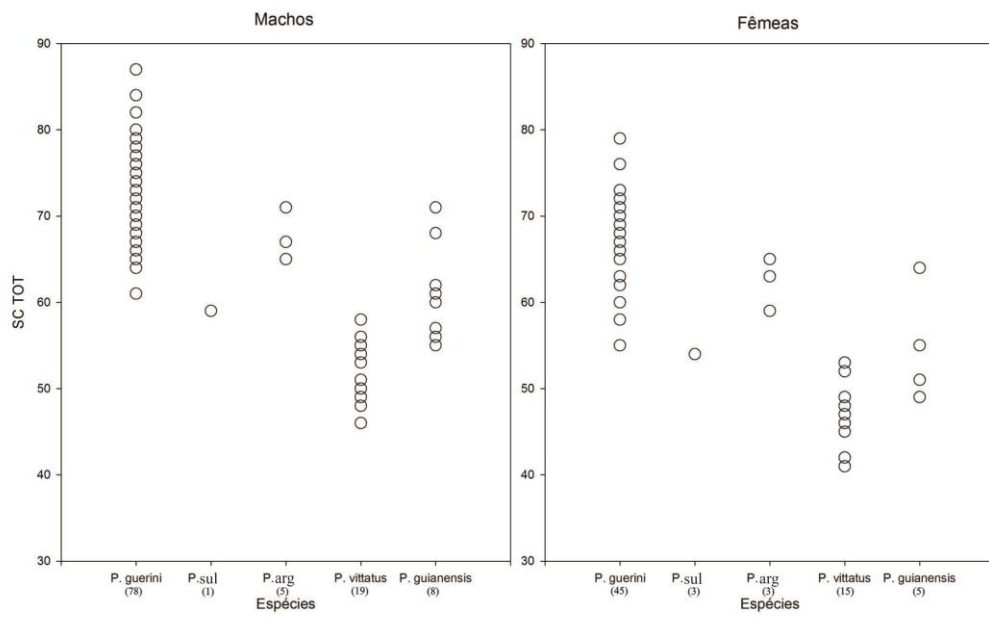 Machos
90
80
70
60
50
40
30
SC TOT
P. guerini P.sul P.arg P. vittatus P. guianensis
(78) (1) (5) (19) (8)
Espécies
Fêmeas
90
80
70
60
50
40
30
P. guerini P.sul P.arg P. vittatus P. guianensis
(45) (3) (3) (15) (5)
Espécies